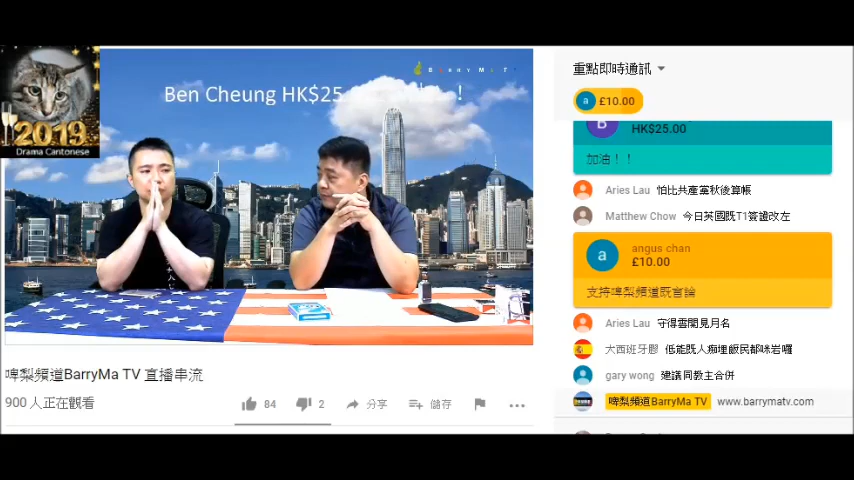 2019
Drama Cantonese
BARRYMA T
Ben Cheung HK$25
！
啤梨頻道BarryMa TV 直播串流
900 人正在觀看
84
2
分享
儲存
重點即時通訊
a £10.00
B
HK$25.00
加油！！
Aries Lau 怕比共產黨秋後算帳
Matthew Chow 今日英國既T1簽證改左
a
angus chan
£10.00
支持啤梨頻道既言論
Aries Lau 守得雲開見月名
大西班牙膠 低能既人痴埋飯民都咪岩囉
gary wong 建議同教主合併
啤梨頻道BarryMa TV www.barrymatv.com